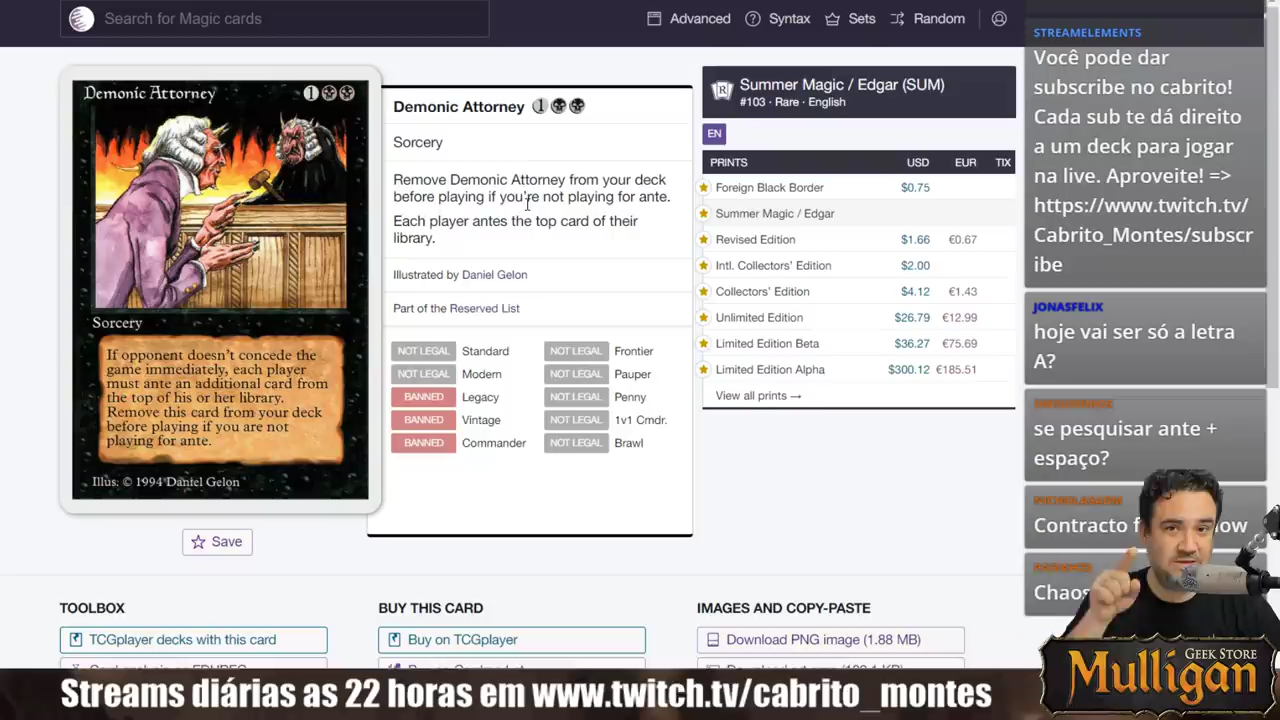 Search for Magic cards
Advanced
Syntax
Sets
Random
Demonic Attorney
1
Sorcery
If opponent doesn't concede the
game immediately, each player
must ante an additional card from
the top of his or her library.
Remove this card from your deck
before playing if you are not
playing for ante.
Illus: © 1994 Daniel Gelon
Save
Demonic Attorney 1
Sorcery
Remove Demonic Attorney from your deck
before playing if you're not playing for ante.
Each player antes the top card of their
library.
Illustrated by Daniel Gelon
Part of the Reserved List
NOT LEGAL Standard NOT LEGAL Frontier
NOT LEGAL Modern NOT LEGAL Pauper
BANNED Legacy NOT LEGAL Penny
BANNED Vintage NOT LEGAL 1v1 Cmdr.
BANNED Commander NOT LEGAL Brawl
Summer Magic / Edgar (SUM)
#103 · Rare · English
EN
PRINTS USD EUR TIX
Foreign Black Border $0.75
Summer Magic / Edgar
Revised Edition $1.66 €0.67
Intl. Collectors' Edition $2.00
Collectors' Edition $4.12 €1.43
Unlimited Edition $26.79 €12.99
Limited Edition Beta $36.27 €75.69
Limited Edition Alpha $300.12 €185.51
View all prints →
TOOLBOX
TCGplayer decks with this card
BUY THIS CARD
Buy on TCGplayer
IMAGES AND COPY-PASTE
Download PNG image (1.88 MB)
STREAMELEMENTS
Você pode dar
subscribe no cabrito!
Cada sub te dá direito
a um deck para jogar
na live. Aproveite! =>
https://www.twitch.tv/
Cabrito_Montes/subscr
ibe
JONASFELIX
hoje vai ser só a letra
A?
se pesquisar ante +
espaço?
Contracto
Chaos
GEEK STORE
Mulligan
Streams diárias as 22 horas em www.twitch.tv/cabrito_montes